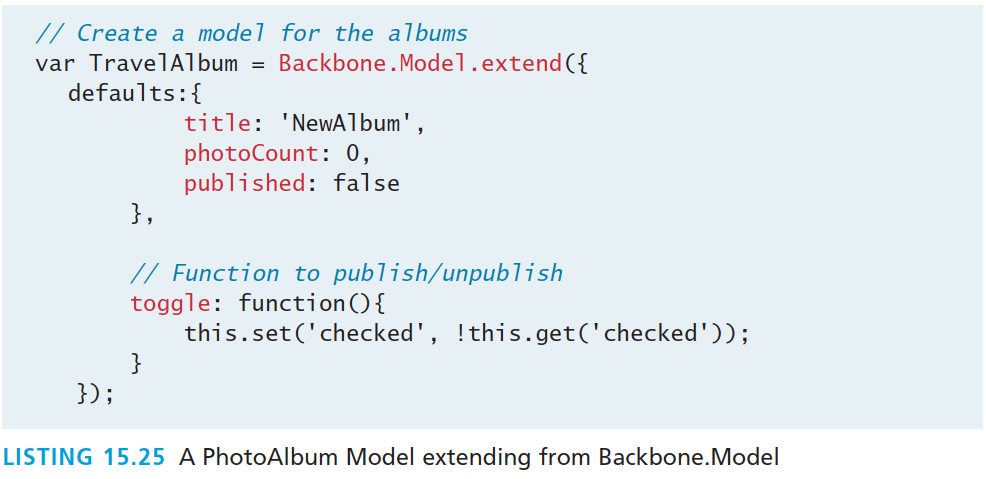 // Create a model for the albums
var TravelAlbum = Backbone.Model.extend({
defaults:{
title: 'NewAlbum',
photoCount: 0,
published: false
},
// Function to publish/unpublish
toggle: function(){
this.set('checked', !this.get('checked'));
}
});
LISTING 15.25 A PhotoAlbum Model extending from Backbone.Model